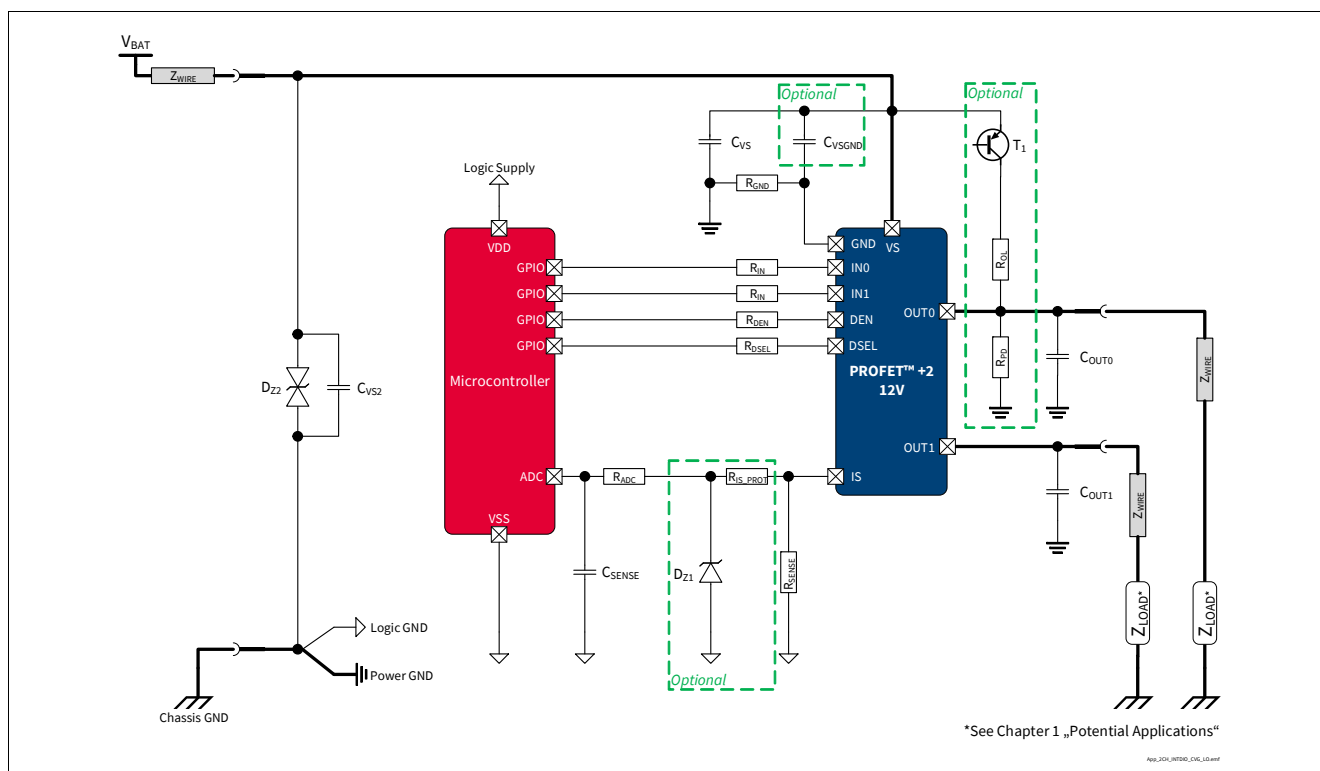 VBAT
ZWIRE
Optional
Optional
CVS
CVSGND
T1
Logic Supply
RGND
VDD
GND
VS
GPIO
RIN
IN0
ROL
GPIO
RIN
IN1
GPIO
RDEN
DEN
OUT0
GPIO
RDSEL
DSEL
RPD
COUT0
ZWIRE
DZ2
CVS2
Microcontroller
PROFET™ +2
12V
OUT1
ADC
RADC
RIS_PROT
IS
COUT1
ZWIRE
VSS
CSENSE
DZ1
RSENSE
ZLOAD*
ZLOAD*
Logic GND
Power GND
Optional
Chassis GND
*See Chapter 1 „Potential Applications“
App_2CH_INTDIO_CVG_LO.emf